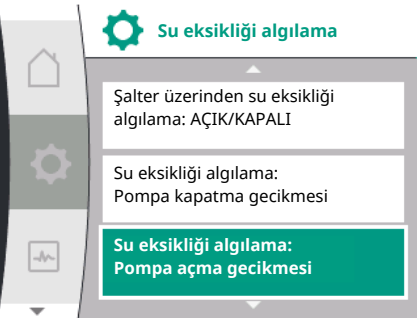 Su eksikliği algılama
Şalter üzerinden su eksikliği
algılama: AÇIK/KAPALI
Su eksikliği algılama:
Pompa kapatma gecikmesi
Su eksikliği algılama:
Pompa açma gecikmesi